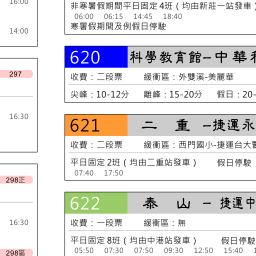 16:00
14:00
297
16:30
298正
16:30
298區
非寒暑假期間平日固定4班（均由新莊一站發車）
06:00 06:15 14:45 18:40
寒暑假期間及例假日停駛
620 科學教育館–中華
收費：二段票 緩衝區：外雙溪-美麗華
尖峰：10-12分 離峰：15-20分 假日：20-
621 二重–捷運永
收費：二段票 緩衝區：西門國小-捷運台大醫
平日固定2班（均由二重站發車） 假日停駛
07:40 17:50
622 泰山–捷運中
收費：一段票 緩衝區：無
平日固定8班（均由中港站發車） 假日停駛
05:50 07:30 07:50 09:30 12:50 15:40